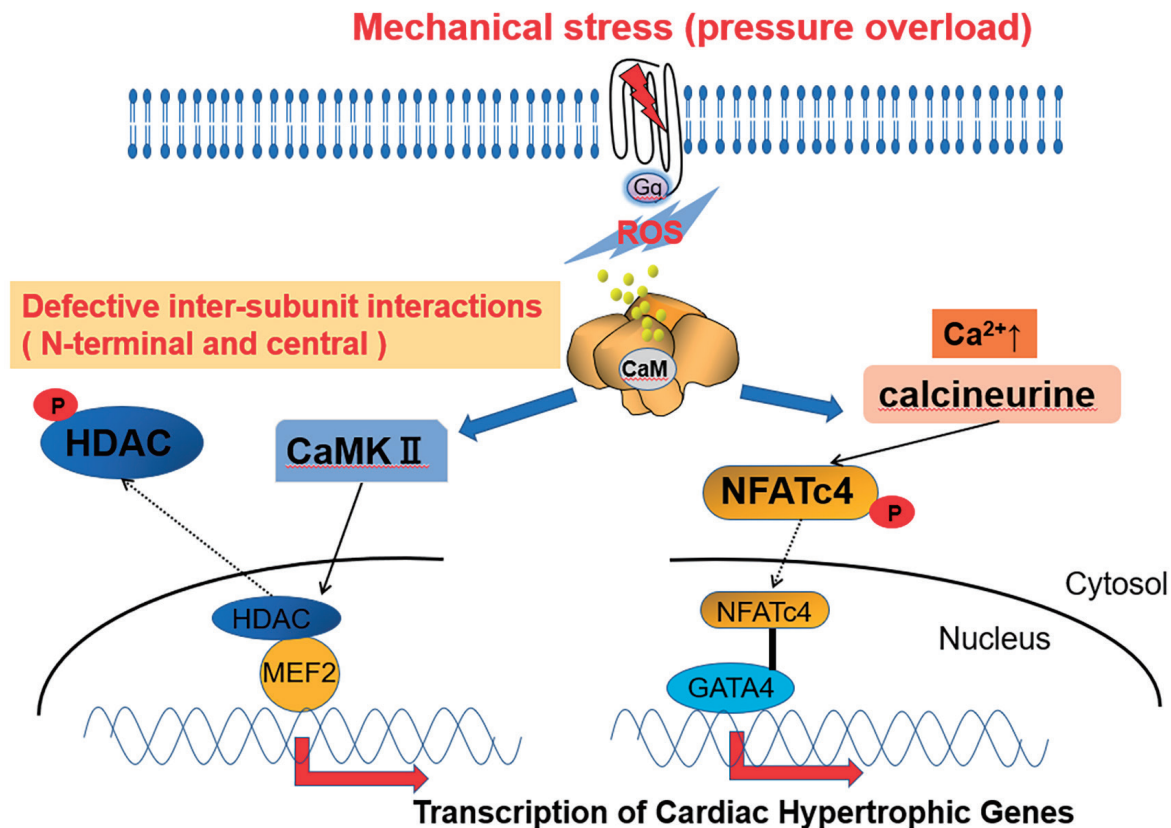 Mechanical stress (pressure overload)
Gq
ROS
Defective inter-subunit interactions
( N-terminal and central )
CaM
Ca²⁺↑
calcineurine
P
HDAC
CaMK Ⅱ
NFATc4
P
Cytosol
HDAC
NFATc4
Nucleus
MEF2
GATA4
Transcription of Cardiac Hypertrophic Genes